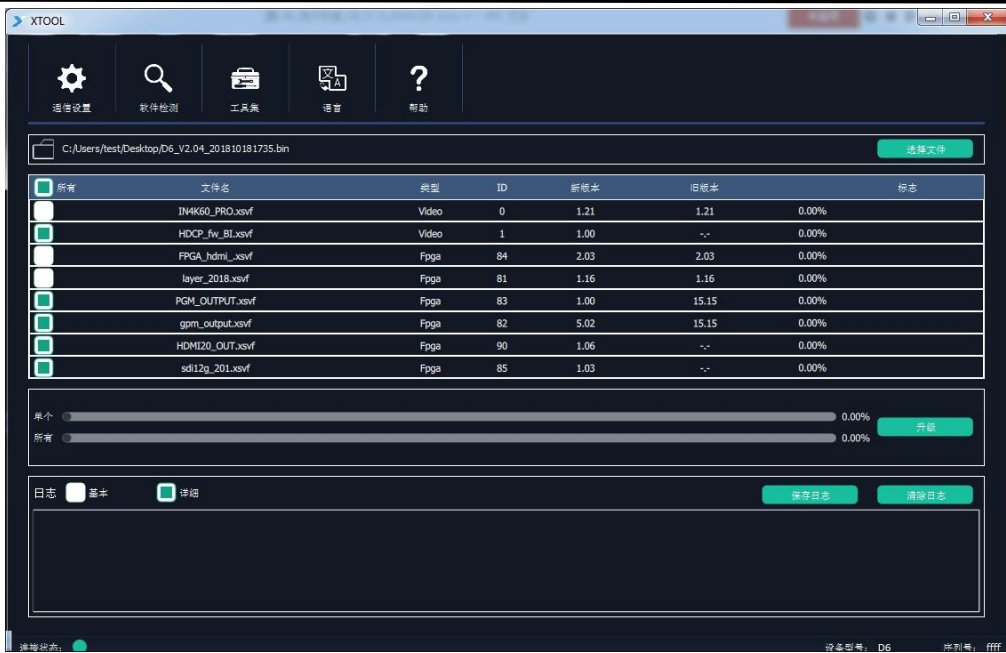 XTOOL
通信设置 软件检测 工具集 语言 帮助
C:/Users/test/Desktop/D6_V2.04_201810181735.bin 选择文件
所有 文件名 类型 ID 新版本 旧版本 标志
IN4K60_PRO.xsvf Video 0 1.21 1.21 0.00%
HDCP_fw_BI.xsvf Video 1 1.00 -.- 0.00%
FPGA_hdmi_.xsvf Fpga 84 2.03 2.03 0.00%
layer_2018.xsvf Fpga 81 1.16 1.16 0.00%
PGM_OUTPUT.xsvf Fpga 83 1.00 15.15 0.00%
gpm_output.xsvf Fpga 82 5.02 15.15 0.00%
HDMI20_OUT.xsvf Fpga 90 1.06 -.- 0.00%
sdi12g_201.xsvf Fpga 85 1.03 -.- 0.00%
单个 0.00%
升级
所有 0.00%
日志 基本 详细 保存日志 清除日志
连接状态: 设备型号: D6 序列号: ffff